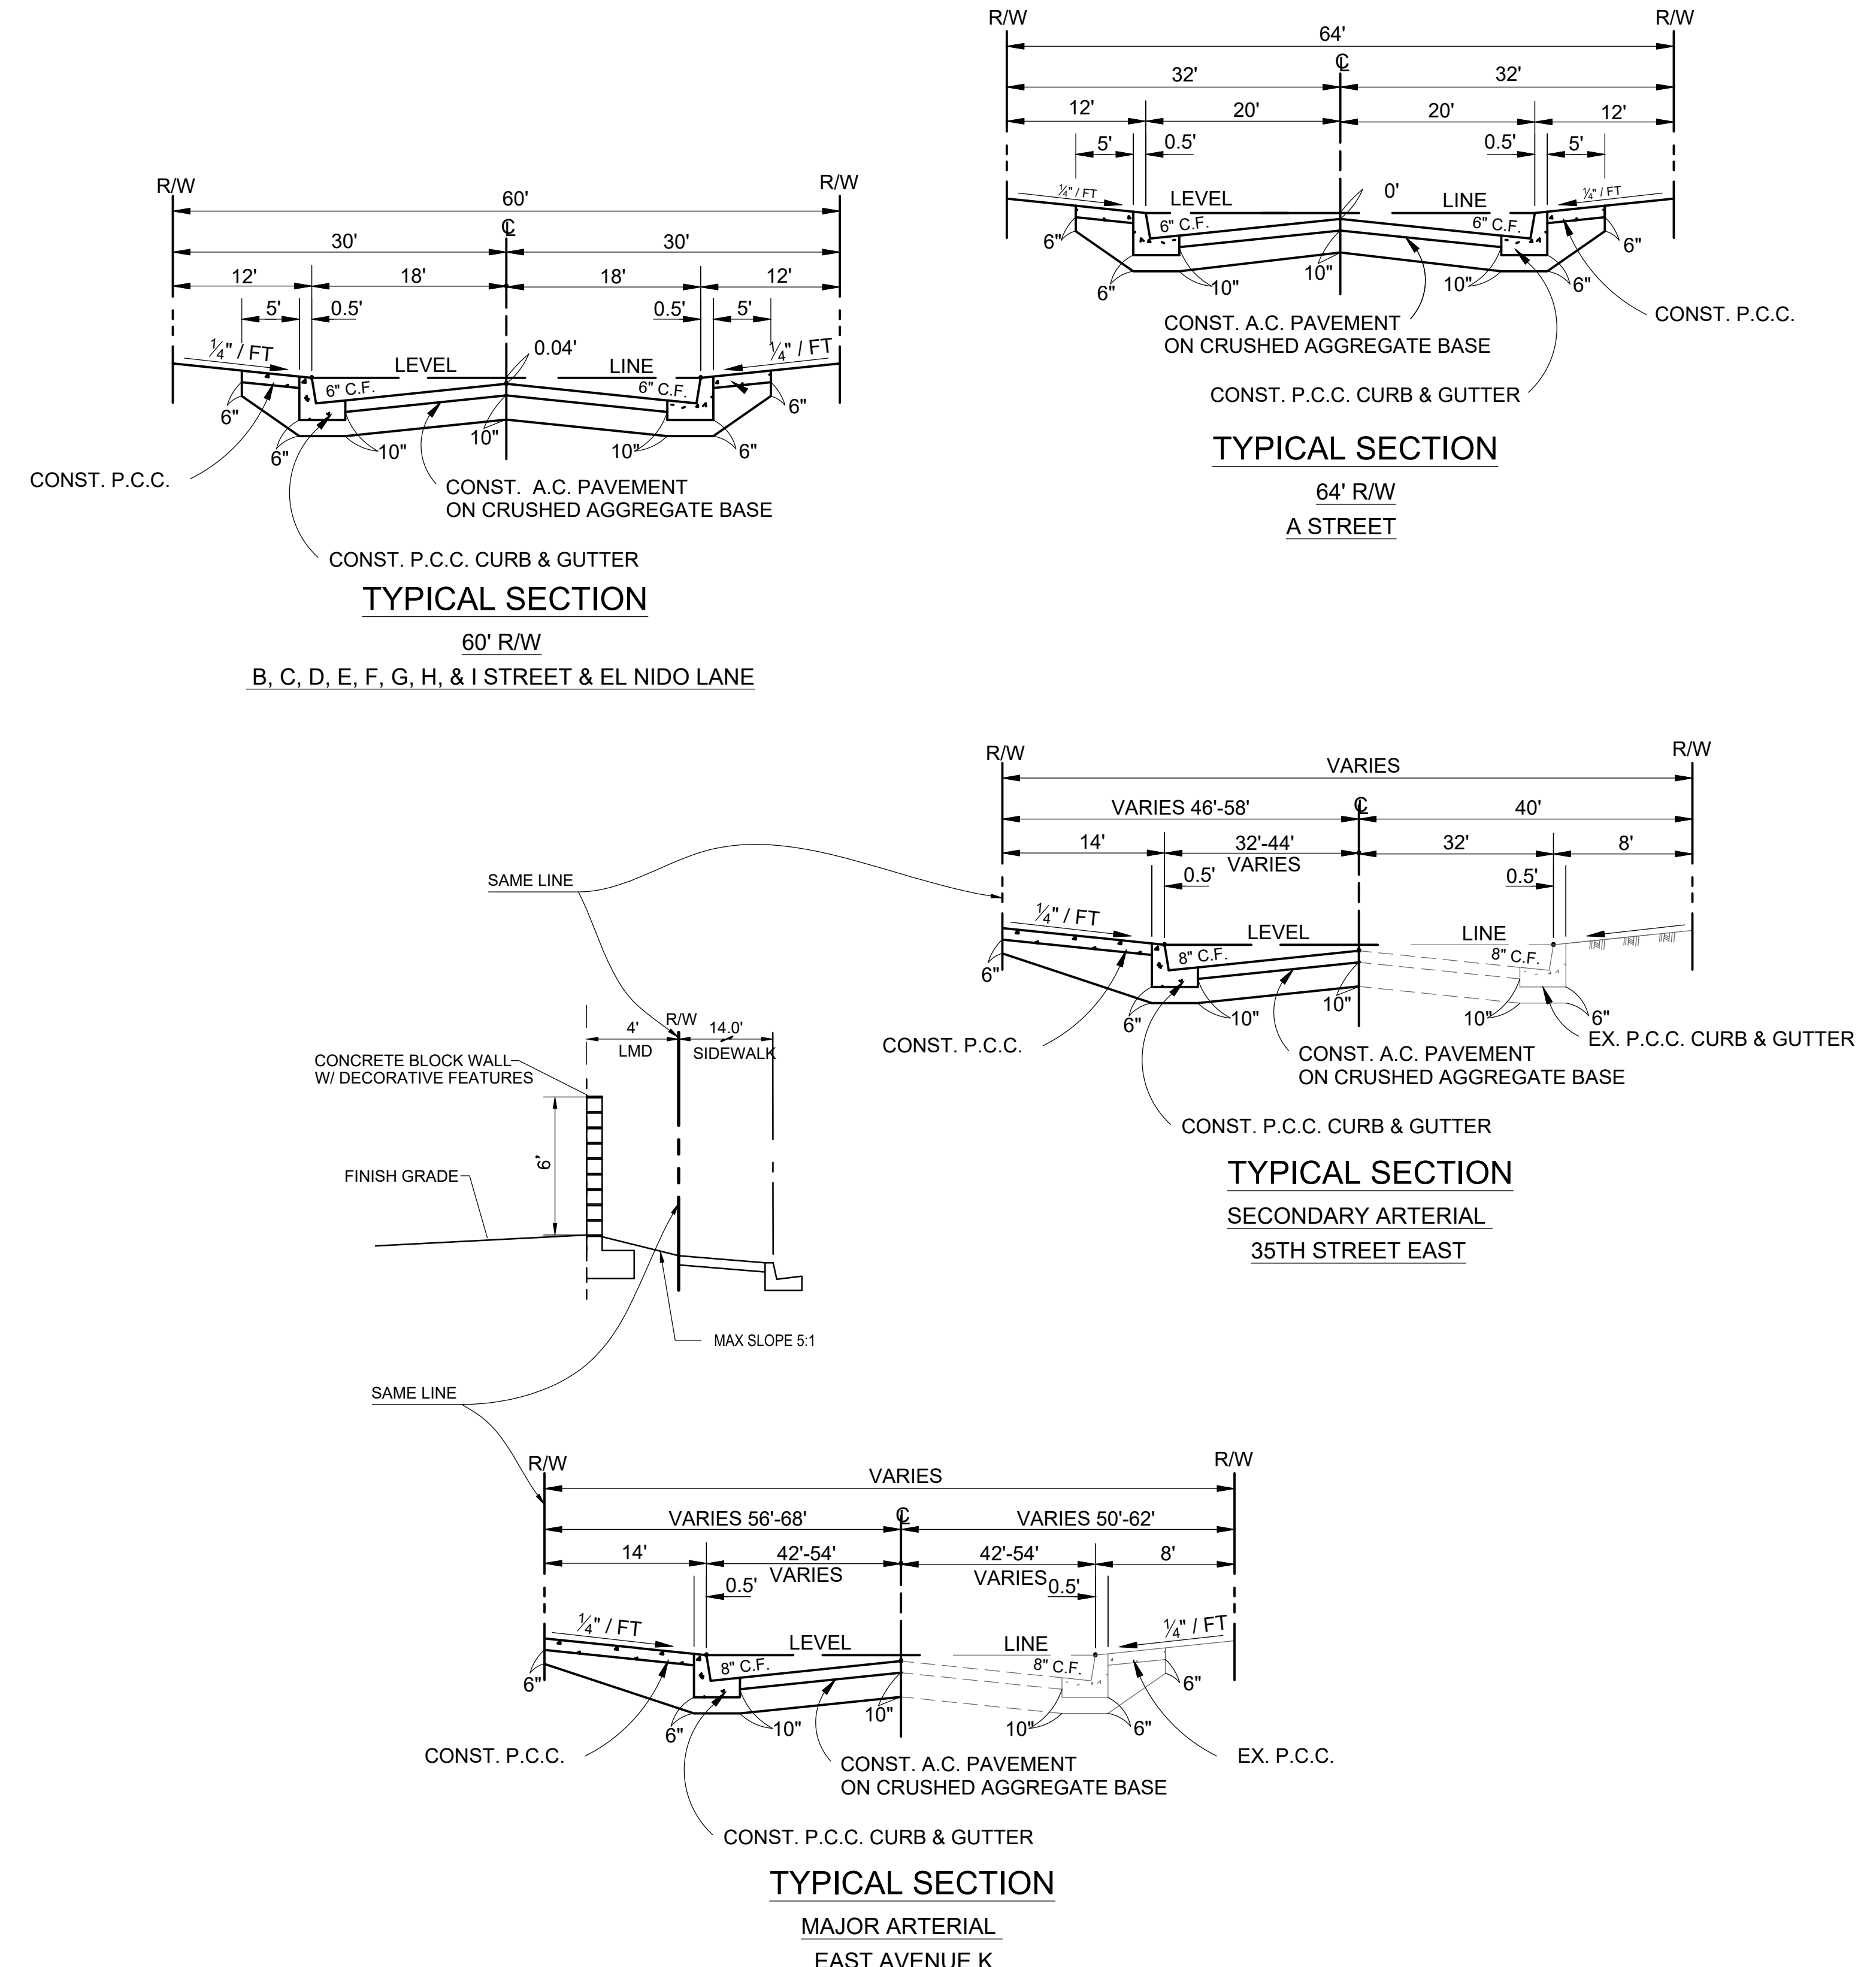 R/W
R/W
60'
℄
30'
30'
12'
18'
18'
12'
5'
0.5'
0.5'
5'
¼" / FT
LEVEL
0.04'
LINE
¼" / FT
6" C.F.
6" C.F.
6"
6"
6"
10"
10"
10"
6"
CONST. P.C.C.
CONST. A.C. PAVEMENT
ON CRUSHED AGGREGATE BASE
CONST. P.C.C. CURB & GUTTER
TYPICAL SECTION
60' R/W
B, C, D, E, F, G, H, & I STREET & EL NIDO LANE
R/W
R/W
64'
℄
32'
32'
12'
20'
20'
12'
5'
0.5'
0.5'
5'
¼" / FT
LEVEL
0'
LINE
¼" / FT
6" C.F.
6" C.F.
6"
6"
6"
10"
10"
10"
6"
CONST. P.C.C.
CONST. A.C. PAVEMENT
ON CRUSHED AGGREGATE BASE
CONST. P.C.C. CURB & GUTTER
TYPICAL SECTION
64' R/W
A STREET
R/W
R/W
VARIES
VARIES 46'-58'
℄
40'
14'
32'-44'
VARIES
32'
8'
0.5'
0.5'
¼" / FT
LEVEL
LINE
8" C.F.
8" C.F.
6"
6"
10"
10"
10"
6"
CONST. P.C.C.
EX. P.C.C. CURB & GUTTER
CONST. A.C. PAVEMENT
ON CRUSHED AGGREGATE BASE
CONST. P.C.C. CURB & GUTTER
TYPICAL SECTION
SECONDARY ARTERIAL
35TH STREET EAST
SAME LINE
4'
R/W
14.0'
LMD
SIDEWALK
CONCRETE BLOCK WALL
W/ DECORATIVE FEATURES
6'
FINISH GRADE
MAX SLOPE 5:1
SAME LINE
R/W
R/W
VARIES
VARIES 56'-68'
℄
VARIES 50'-62'
14'
42'-54'
VARIES
42'-54'
VARIES
8'
0.5'
0.5'
¼" / FT
LEVEL
LINE
¼" / FT
8" C.F.
8" C.F.
6"
6"
10"
10"
10"
6"
6"
CONST. P.C.C.
CONST. A.C. PAVEMENT
ON CRUSHED AGGREGATE BASE
EX. P.C.C.
CONST. P.C.C. CURB & GUTTER
TYPICAL SECTION
MAJOR ARTERIAL
EAST AVENUE K